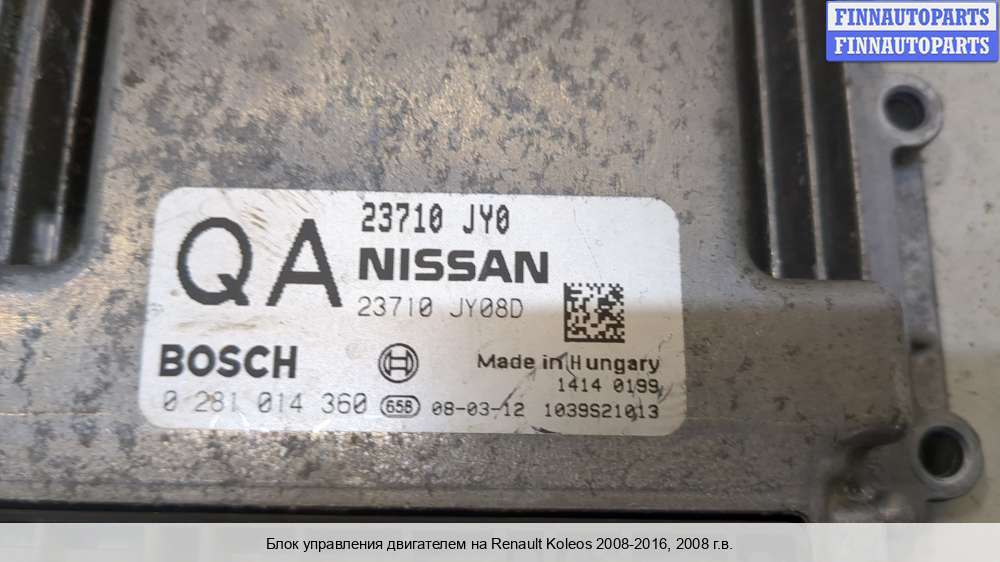 FINNAUTOPARTS
FINNAUTOPARTS
QA
23710 JY0
NISSAN
23710 JY08D
BOSCH
Made in Hungary
1414 0199
0 281 014 360 658 08-03-12 1039S21013
Блок управления двигателем на Renault Koleos 2008-2016, 2008 г.в.